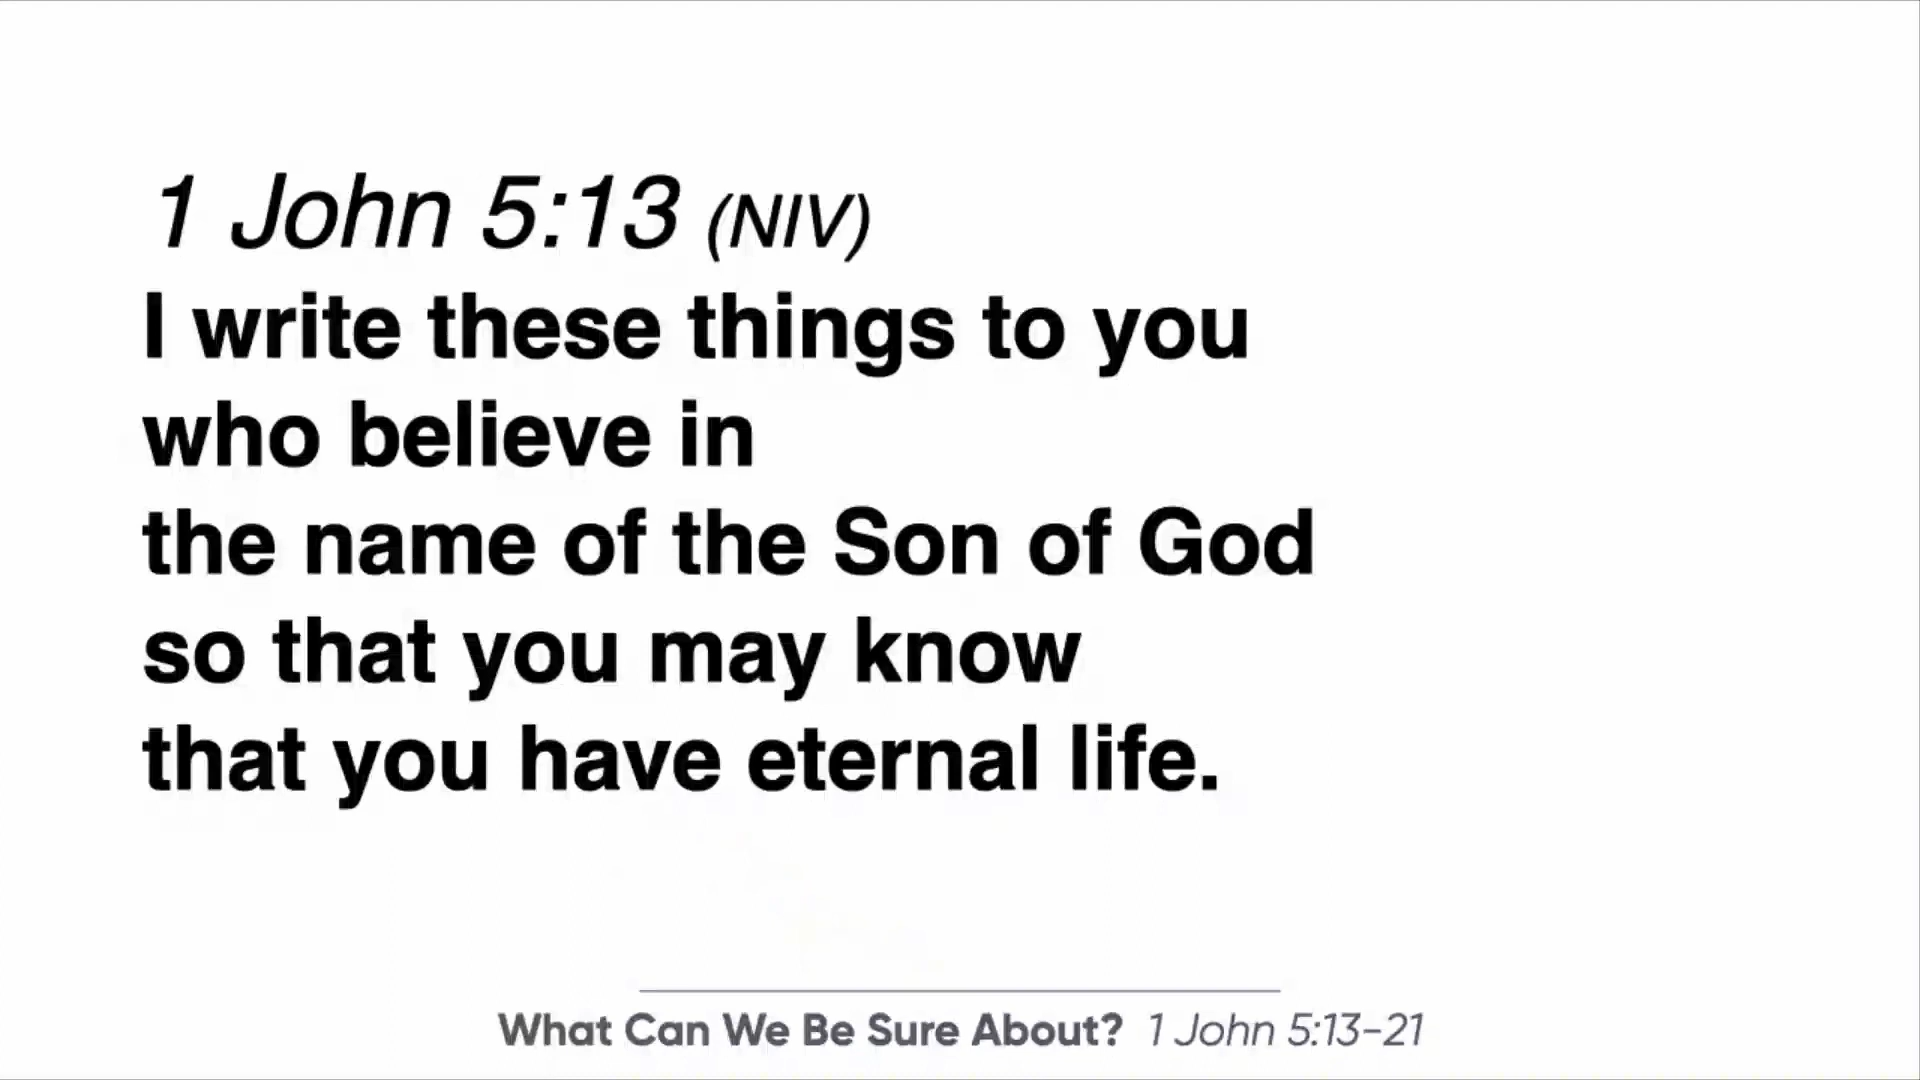 1 John 5:13 (NIV)
I write these things to you
who believe in
the name of the Son of God
so that you may know
that you have eternal life.
What Can We Be Sure About? 1 John 5:13–21